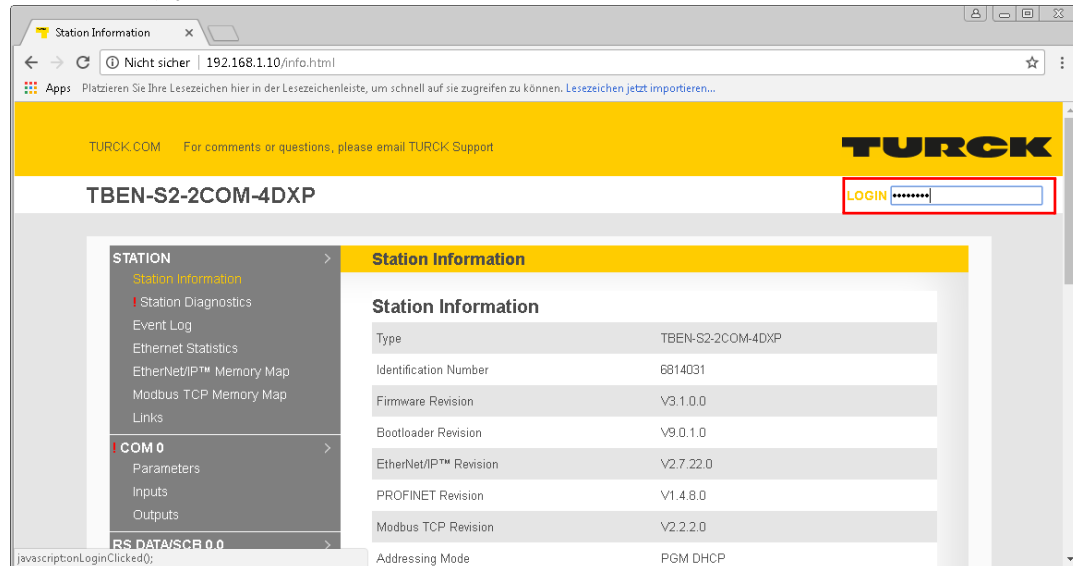 Station Information
Nicht sicher | 192.168.1.10/info.html
Apps Platzieren Sie Ihre Lesezeichen hier in der Lesezeichenleiste, um schnell auf sie zugreifen zu können. Lesezeichen jetzt importieren...
TURCK.COM For comments or questions, please email TURCK Support
TURCK
TBEN-S2-2COM-4DXP
LOGIN ••••••••
STATION >
Station Information
! Station Diagnostics
Event Log
Ethernet Statistics
EtherNet/IP™ Memory Map
Modbus TCP Memory Map
Links
! COM 0 >
Parameters
Inputs
Outputs
RS DATA/SCB 0.0 >
Station Information
Station Information
Type TBEN-S2-2COM-4DXP
Identification Number 6814031
Firmware Revision V3.1.0.0
Bootloader Revision V9.0.1.0
EtherNet/IP™ Revision V2.7.22.0
PROFINET Revision V1.4.8.0
Modbus TCP Revision V2.2.2.0
Addressing Mode PGM DHCP
javascript:onLoginClicked();